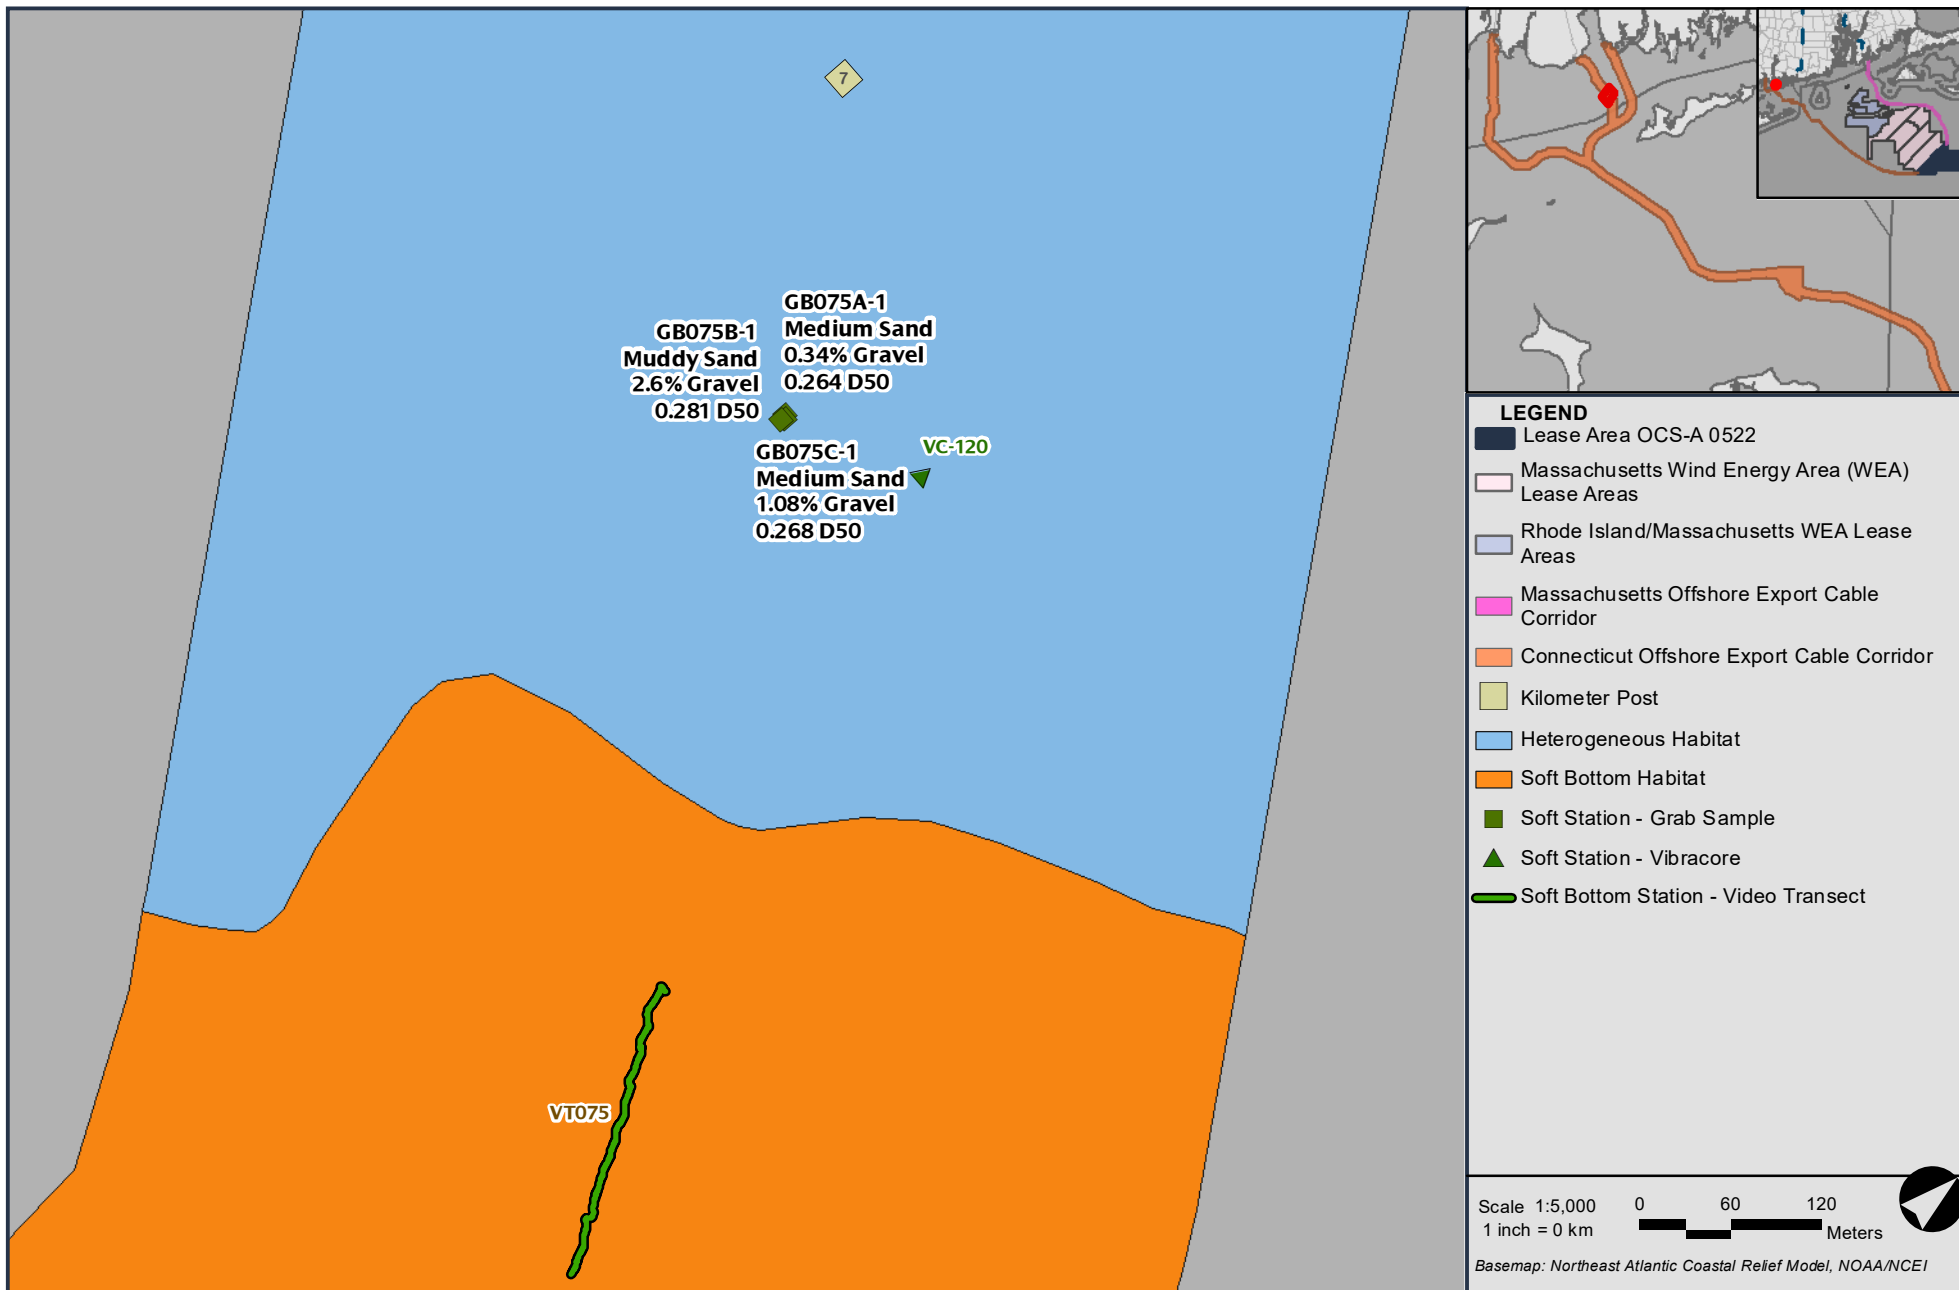 7
GB075A-1
Medium Sand
0.34% Gravel
0.264 D50
GB075B-1
Muddy Sand
2.6% Gravel
0.281 D50
GB075C-1
Medium Sand
1.08% Gravel
0.268 D50
VC-120
VT075
LEGEND
Lease Area OCS-A 0522
Massachusetts Wind Energy Area (WEA)
Lease Areas
Rhode Island/Massachusetts WEA Lease
Areas
Massachusetts Offshore Export Cable
Corridor
Connecticut Offshore Export Cable Corridor
Kilometer Post
Heterogeneous Habitat
Soft Bottom Habitat
Soft Station - Grab Sample
Soft Station - Vibracore
Soft Bottom Station - Video Transect
Scale 1:5,000
1 inch = 0 km
0 60 120
Meters
Basemap: Northeast Atlantic Coastal Relief Model, NOAA/NCEI